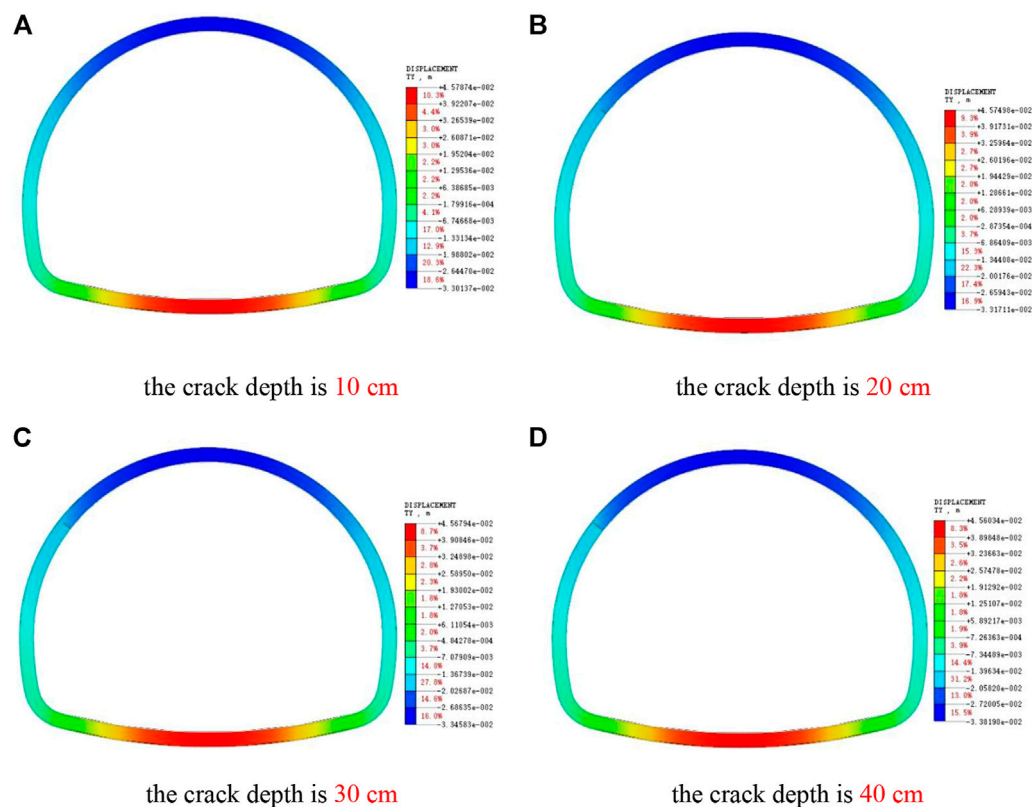 A
DISPLACEMENT
TY , m
+4.57874e-002
10.3%
+3.92207e-002
4.4%
+3.26539e-002
3.0%
+2.60871e-002
3.0%
+1.95204e-002
2.2%
+1.29536e-002
2.2%
+6.38685e-003
2.2%
-1.79916e-004
4.1%
-6.74668e-003
17.0%
-1.33134e-002
12.9%
-1.98802e-002
20.3%
-2.64470e-002
-3.30137e-002
the crack depth is 10 cm
B
DISPLACEMENT
TY , m
+4.57498e-002
9.3%
+3.91731e-002
3.9%
+3.25964e-002
2.7%
+2.60196e-002
2.7%
+1.94429e-002
2.0%
+1.28661e-002
2.0%
+6.28939e-003
2.0%
-2.87354e-004
3.7%
-6.86409e-003
15.3%
-1.34408e-002
22.3%
-2.00176e-002
17.4%
-2.65943e-002
16.9%
-3.31711e-002
the crack depth is 20 cm
C
DISPLACEMENT
TY , m
+4.56794e-002
8.7%
+3.90846e-002
3.7%
+3.24898e-002
2.8%
+2.58950e-002
2.3%
+1.93002e-002
1.8%
+1.27053e-002
1.8%
+6.11054e-003
2.0%
-4.84278e-004
3.7%
-7.07909e-003
14.8%
-1.36739e-002
27.8%
-2.02687e-002
14.6%
-2.68635e-002
16.0%
-3.34583e-002
the crack depth is 30 cm
D
DISPLACEMENT
TY , m
+4.56034e-002
8.3%
+3.89848e-002
3.5%
+3.23663e-002
2.6%
+2.57478e-002
2.2%
+1.91292e-002
1.8%
+1.25107e-002
1.8%
+5.89217e-003
1.9%
-7.26363e-004
3.9%
-7.34489e-003
14.4%
-1.39634e-002
31.2%
-2.05820e-002
13.0%
-2.72005e-002
15.5%
-3.38190e-002
the crack depth is 40 cm